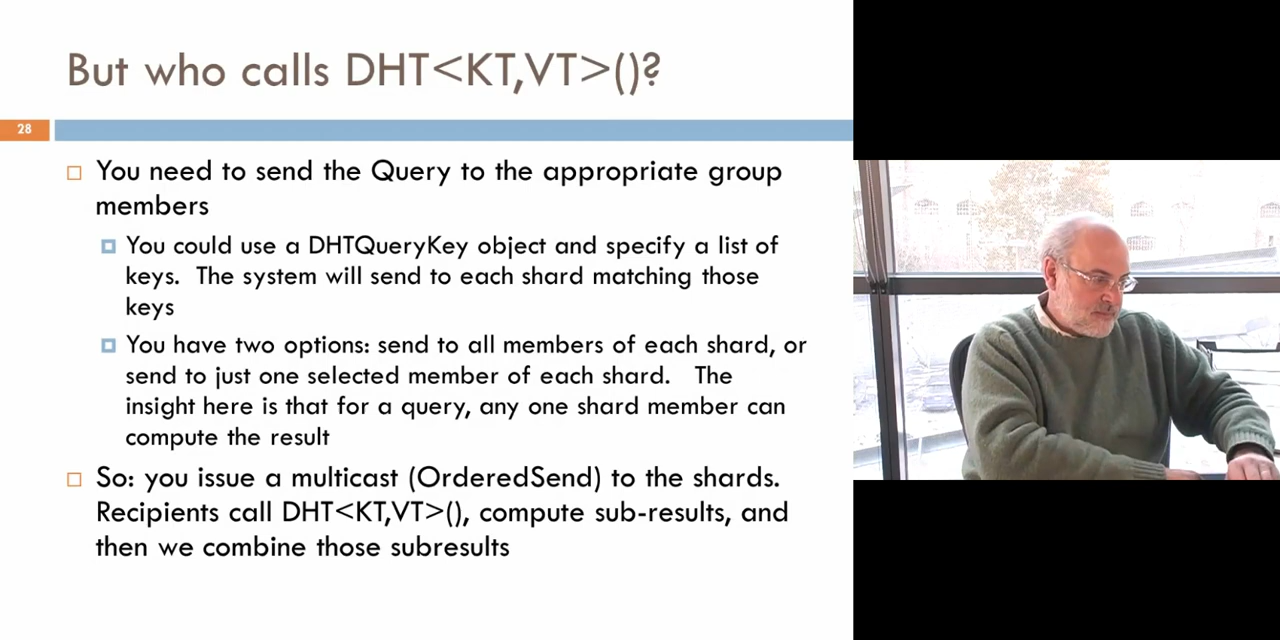 But who calls DHT<KT,VT>()?
28
You need to send the Query to the appropriate group
members
You could use a DHTQueryKey object and specify a list of
keys.  The system will send to each shard matching those
keys
You have two options: send to all members of each shard, or
send to just one selected member of each shard.   The
insight here is that for a query, any one shard member can
compute the result
So: you issue a multicast (OrderedSend) to the shards.
Recipients call DHT<KT,VT>(), compute sub-results, and
then we combine those subresults